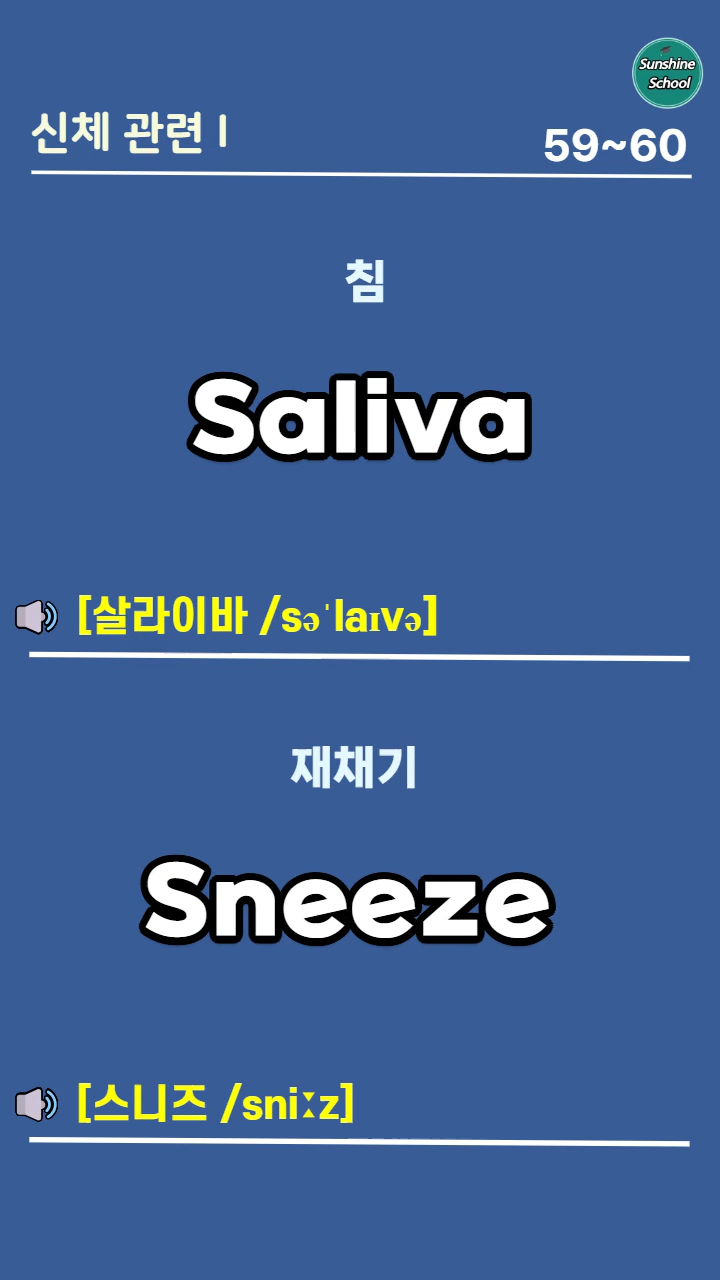 Sunshine
School
신체 관련 I
59~60
침
Saliva
[살라이바 /səˈlaɪvə]
재채기
Sneeze
[스니즈 /sniːz]